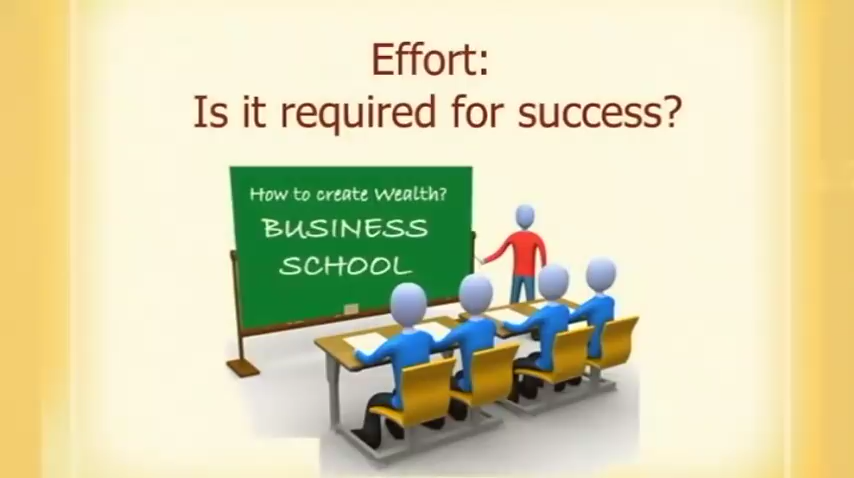 Effort:
Is it required for success?
How to create Wealth?
BUSINESS
SCHOOL